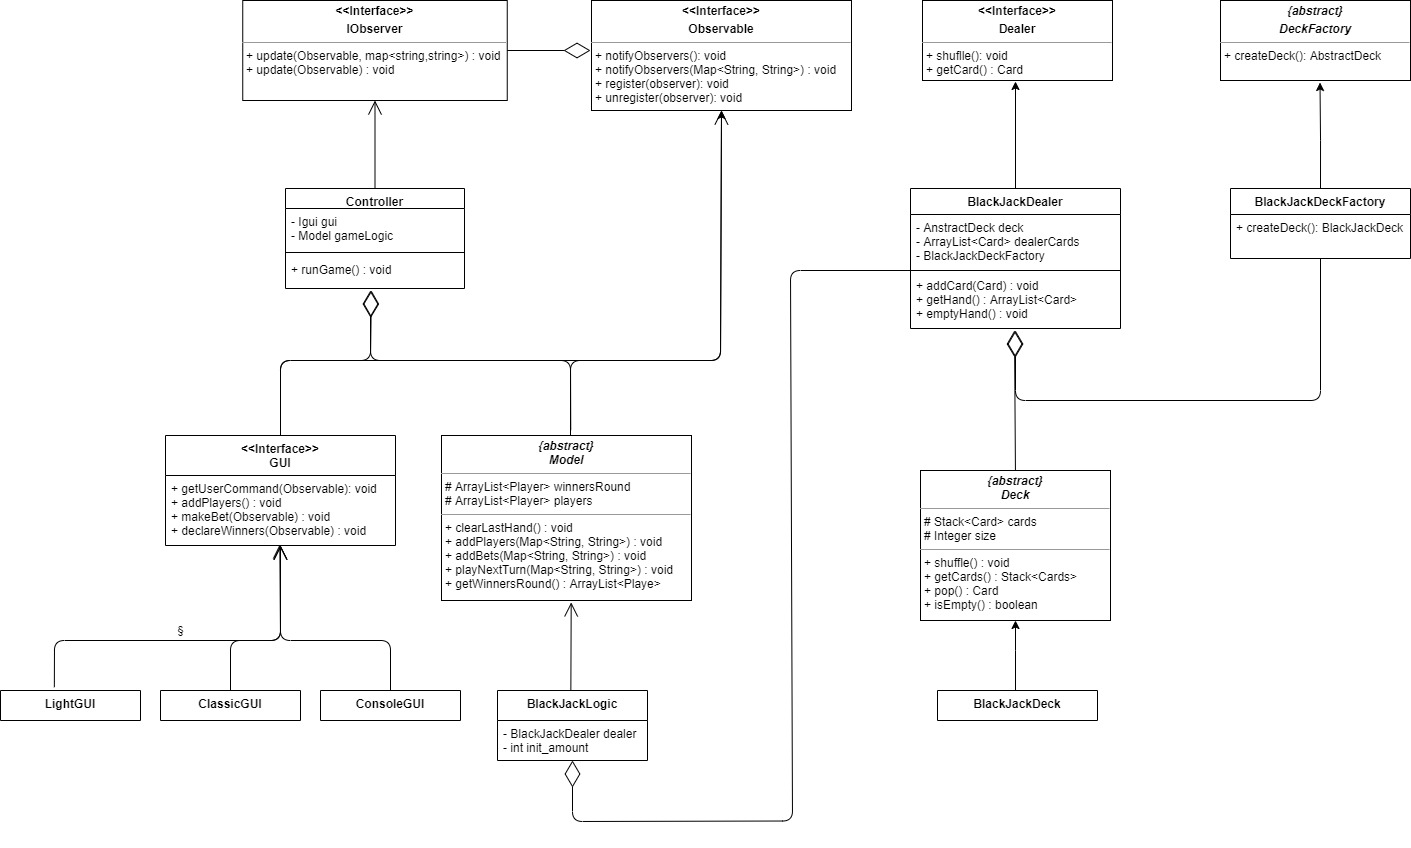 <<Interface>>
IObserver
+ update(Observable, map<string,string>) : void
+ update(Observable) : void
<<Interface>>
Observable
+ notifyObservers(): void
+ notifyObservers(Map<String, String>) : void
+ register(observer): void
+ unregister(observer): void
<<Interface>>
Dealer
+ shufle(): void
+ getCard() : Card
{abstract}
DeckFactory
+ createDeck(): AbstractDeck
Controller
- Igui gui
- Model gameLogic
+ runGame() : void
BlackJackDealer
- AnstractDeck deck
- ArrayList<Card> dealerCards
- BlackJackDeckFactory
+ addCard(Card) : void
+ getHand() : ArrayList<Card>
+ emptyHand() : void
BlackJackDeckFactory
+ createDeck(): BlackJackDeck
<<Interface>>
GUI
+ getUserCommand(Observable): void
+ addPlayers() : void
+ makeBet(Observable) : void
+ declareWinners(Observable) : void
{abstract}
Model
# ArrayList<Player> winnersRound
# ArrayList<Player> players
+ clearLastHand() : void
+ addPlayers(Map<String, String>) : void
+ addBets(Map<String, String>) : void
+ playNextTurn(Map<String, String>) : void
+ getWinnersRound() : ArrayList<Playe>
{abstract}
Deck
# Stack<Card> cards
# Integer size
+ shuffle() : void
+ getCards() : Stack<Cards>
+ pop() : Card
+ isEmpty() : boolean
§
LightGUI
ClassicGUI
ConsoleGUI
BlackJackLogic
- BlackJackDealer dealer
- int init_amount
BlackJackDeck